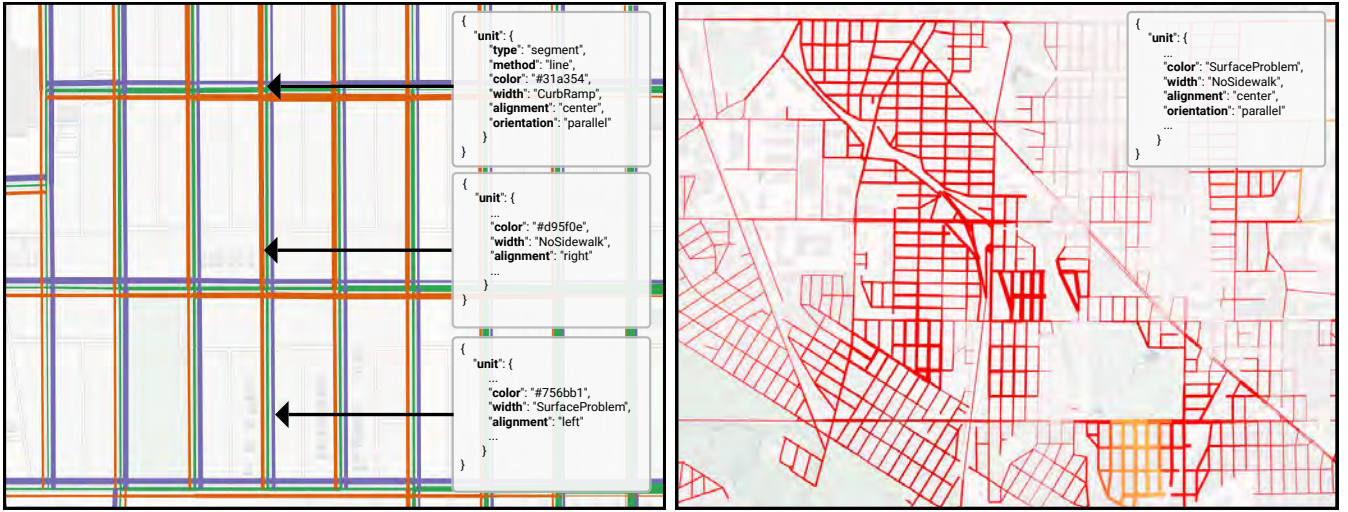 {
"unit": {
"type": "segment",
"method": "line",
"color": "#31a354",
"width": "CurbRamp",
"alignment": "center",
"orientation": "parallel"
}
}
{
"unit": {
...
"color": "#d95f0e",
"width": "NoSidewalk",
"alignment": "right"
...
}
}
{
"unit": {
...
"color": "#756bb1",
"width": "SurfaceProblem",
"alignment": "left"
...
}
}
{
"unit": {
...
"color": "SurfaceProblem",
"width": "NoSidewalk",
"alignment": "center",
"orientation": "parallel"
...
}
}